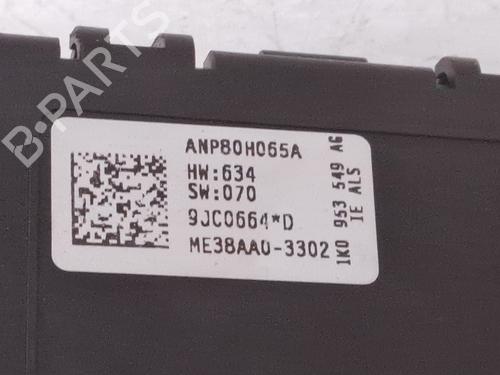 ANP80H065A
HW:634
SW:070
9JC0664*D
ME38AA0-3302
1K0 953 549 AG
IE ALS
B-PARTS